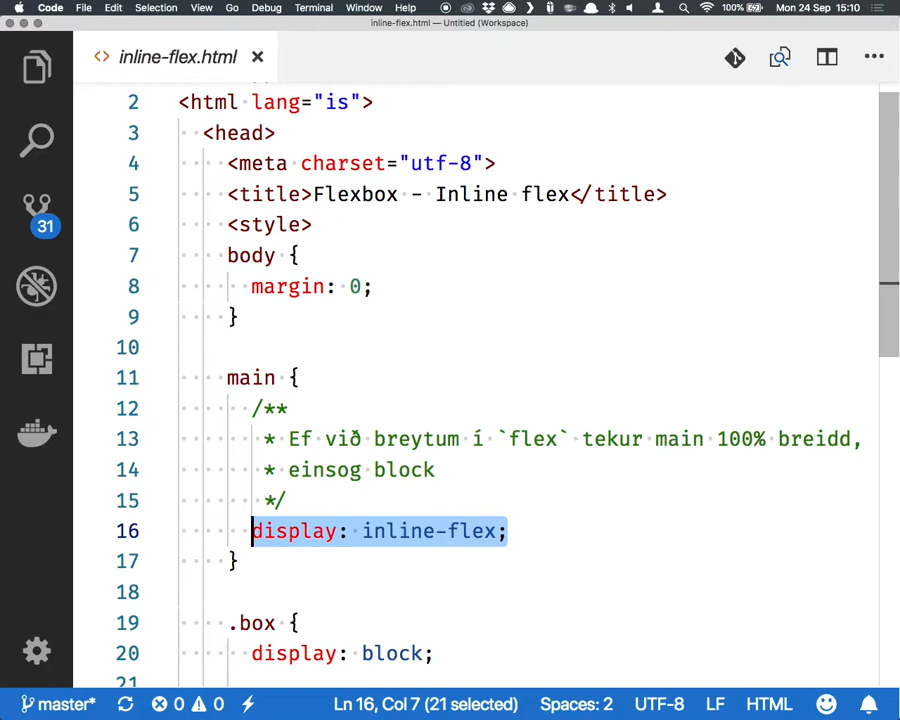 Code File Edit Selection View Go Debug Terminal Window Help 100% Mon 24 Sep 15:10
inline-flex.html — Untitled (Workspace)
<> inline-flex.html ×
2 <html lang="is">
3 <head>
4 <meta charset="utf-8">
5 <title>Flexbox – Inline flex</title>
6 <style>
7 body {
8 margin: 0;
9 }
10
11 main {
12 /**
13 * Ef við breytum í `flex` tekur main 100% breidd,
14 * einsog block
15 */
16 display: inline-flex;
17 }
18
19 .box {
20 display: block;
21
31
master* 0 0 Ln 16, Col 7 (21 selected) Spaces: 2 UTF-8 LF HTML